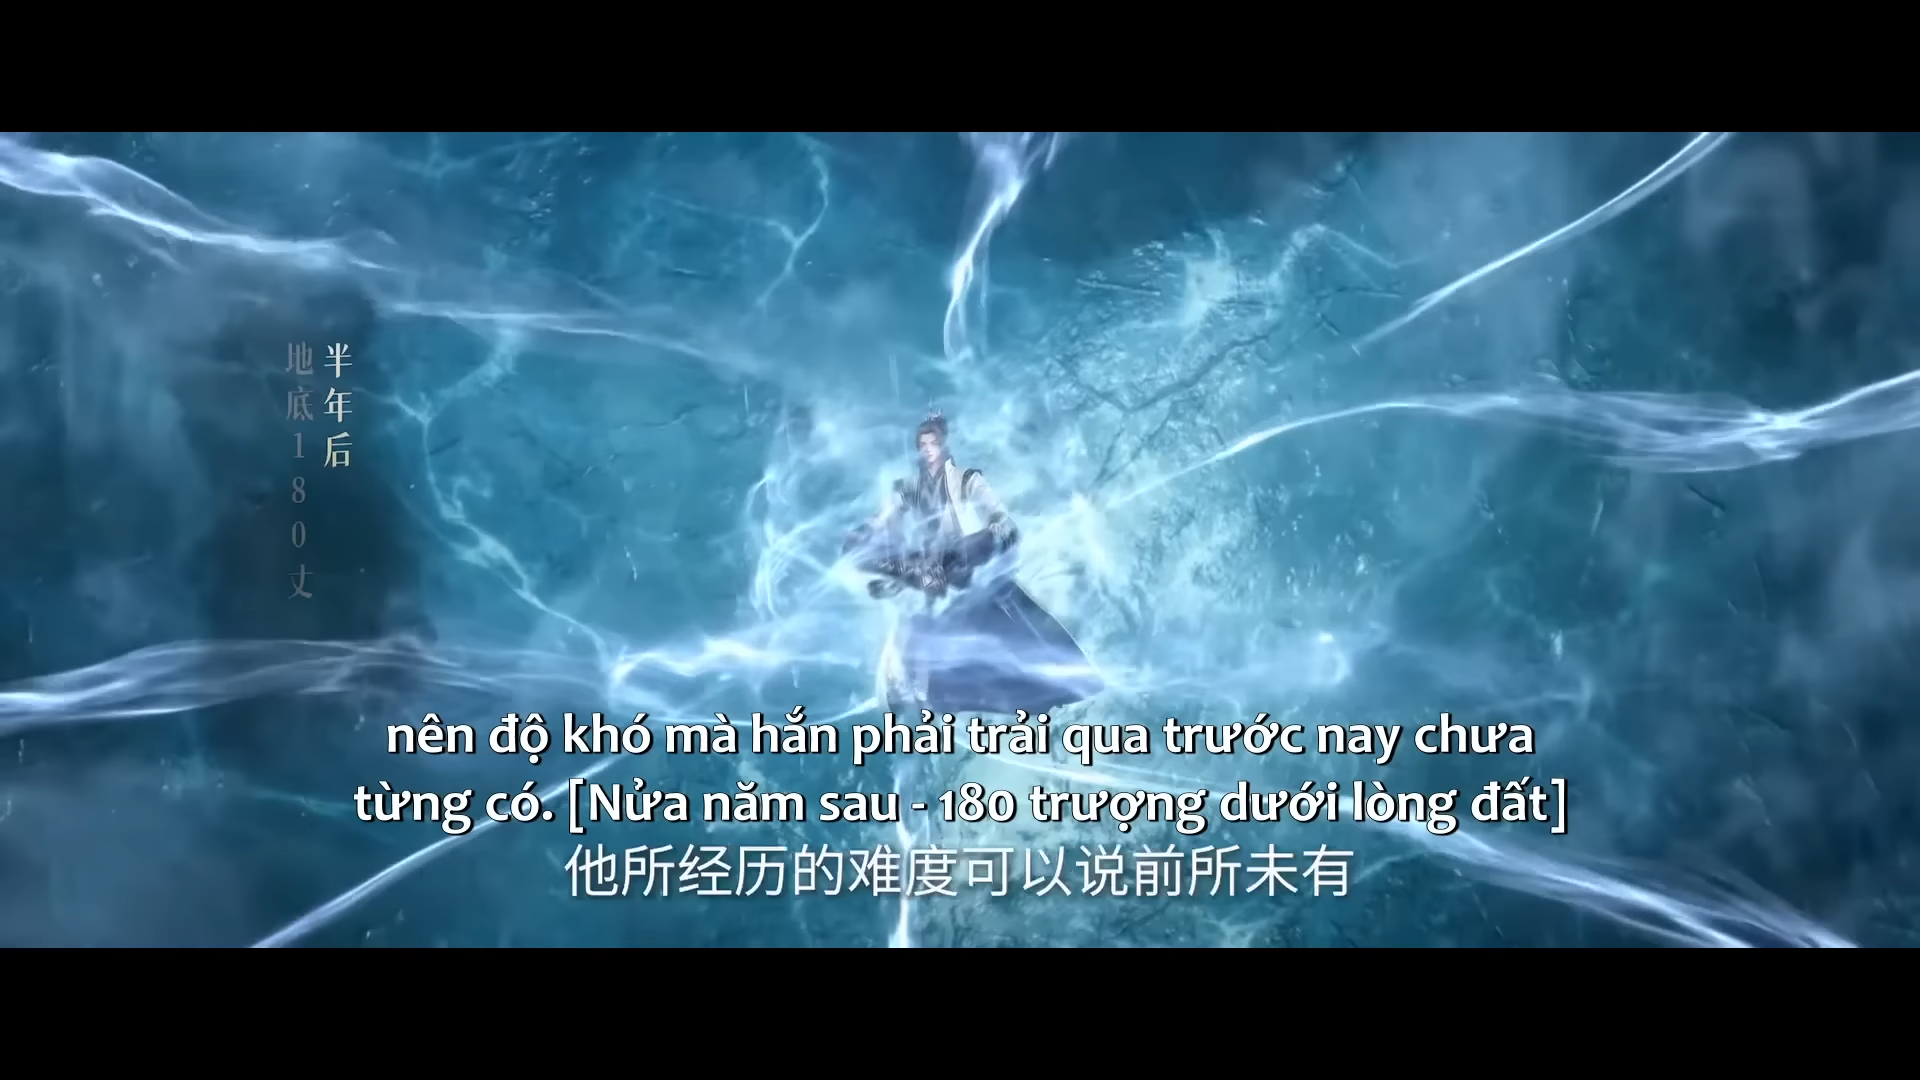 半年后
地底180丈
nên độ khó mà hắn phải trải qua trước nay chưa
từng có. [Nửa năm sau - 180 trượng dưới lòng đất]
他所经历的难度可以说前所未有